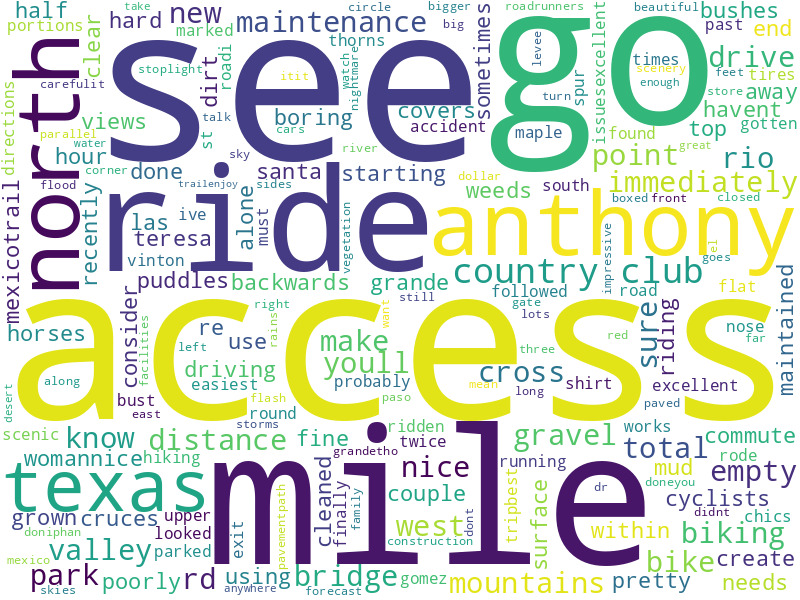 half
take
circle
bigger
roadrunners
beautiful
portions
hard
new
maintenance
big
bushes
marked
thorns
past
end
clear
see
go
north
carefulit
stoplight
roadi
dirt
itit
watch
nightmare
sometimes
levee
times
scenery
drive
feet
enough
tires
directions
boring
covers
cars
talk
accident
turn
spur
maple
issuesexcellent
store
away
havent
top
gotten
views
st
parallel
water
corner
hour
sky
river
found
great
point
rio
flood
done
santa
starting
trailenjoy
sides
weeds
south
immediately
boxed
front
closed
mexicotrail
recently
ride
anthony
las
ive
alone
must
teresa
vinton
vegetation
impressive
el
goes
puddles
backwards
grande
country club
followed
gate
road
flat
consider
right
rains
still
want
lots
red
nose
far
maintained
access
horses
re
use
make
youll
sure
riding
facilities
left
driving
easiest
three
cross
probably
shirt
excellent
desert
along
bust
east
flash
mean
paso
long
paved
scenic
storms
round
ridden
works
know
distance
fine
twice
gravel
total
commute
womannice
hiking
grandetho
running
rode
texas
mile
nice
mud
empty
cleaned
finally
couple
tripbest
surface
doneyou
cyclists
didnt
chics
grown
cruces
upper
doniphan
looked
exit
pavementpath
family
west
dont
construction
within
dr
biking
create
valley
parked
park
poorly
rd
using
bridge
gomez
mountains
bike
pretty
needs
mexico
skies
anywhere
forecast